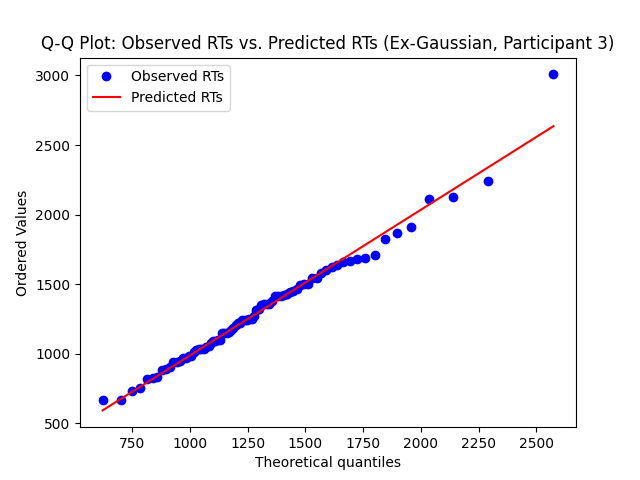 Q-Q Plot: Observed RTs vs. Predicted RTs (Ex-Gaussian, Participant 3)
Observed RTs
Predicted RTs
Ordered Values
3000
2500
2000
1500
1000
500
750 1000 1250 1500 1750 2000 2250 2500
Theoretical quantiles